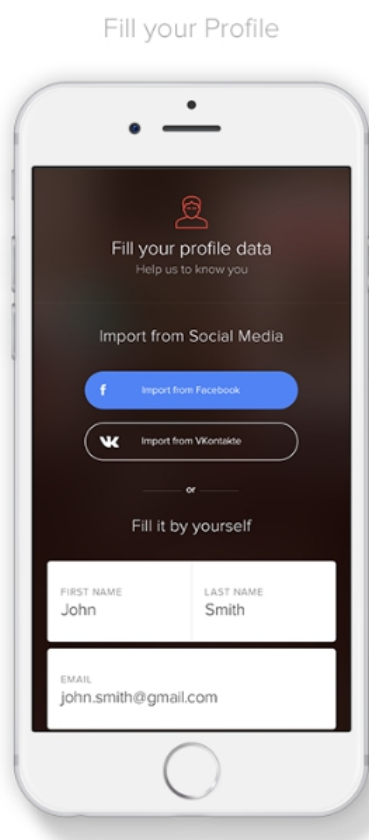 Fill your Profile
Fill your profile data
Help us to know you
Import from Social Media
f Import from Facebook
Import from VKontakte
or
Fill it by yourself
FIRST NAME LAST NAME
John Smith
EMAIL
john.smith@gmail.com